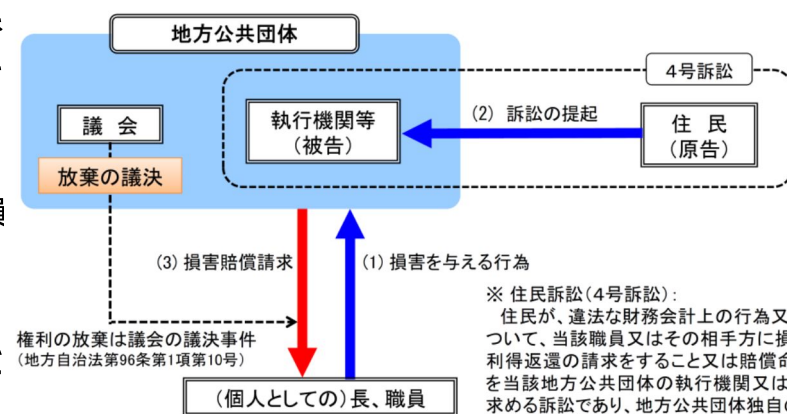 地方公共団体
4号訴訟
議 会
放棄の議決
執行機関等
(被告)
(2) 訴訟の提起
住 民
(原告)
(3) 損害賠償請求
(1) 損害を与える行為
権利の放棄は議会の議決事件
(地方自治法第96条第1項第10号)
(個人としての)長、職員
※ 住民訴訟(4号訴訟):
住民が、違法な財務会計上の行為又
ついて、当該職員又はその相手方に損
利得返還の請求をすること又は賠償命
を当該地方公共団体の執行機関又は
求める訴訟であり、地方公共団体独自の